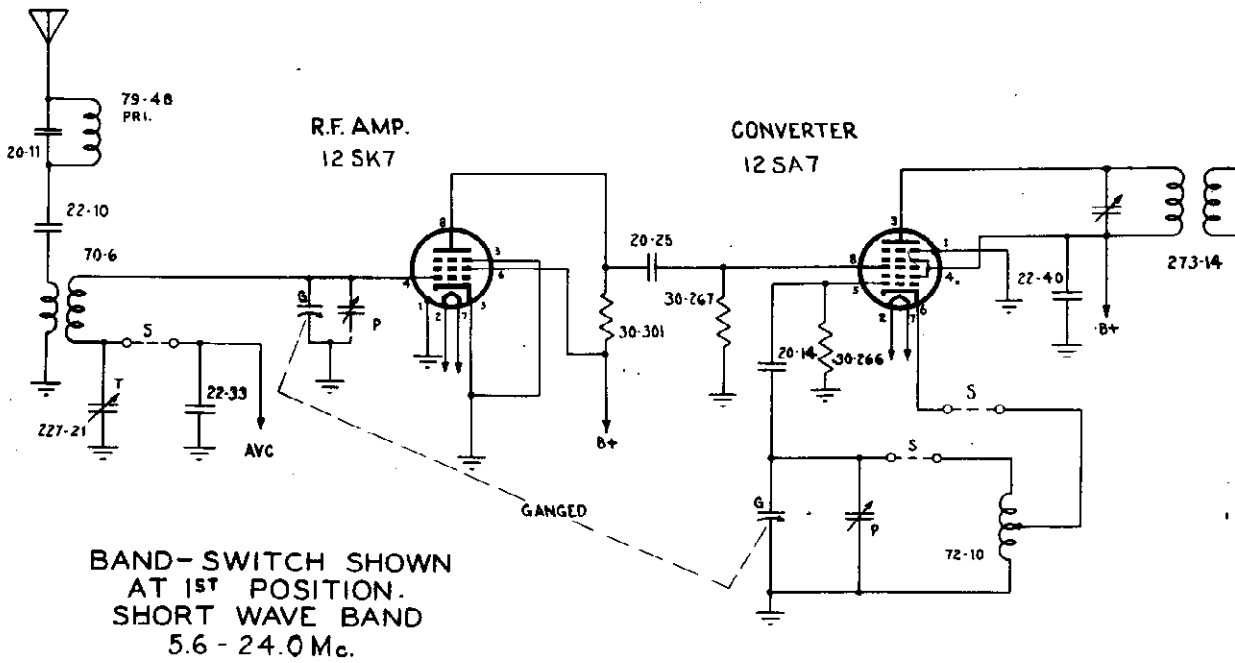 79-48
PRI.
20-11
R.F. AMP.
12 SK7
CONVERTER
12 SA7
22-10
70-6
8
3
6
4
1
2
7
5
20-25
30-267
30-301
3
1
8
4.
5
2
7
6
22-40
273-14
B+
G
P
S
T
227-21
22-33
AVC
B+
20-14
30-266
S
S
GANGED
G
P
72-10
BAND-SWITCH SHOWN
AT 1ST POSITION.
SHORT WAVE BAND
5.6 - 24.0 Mc.